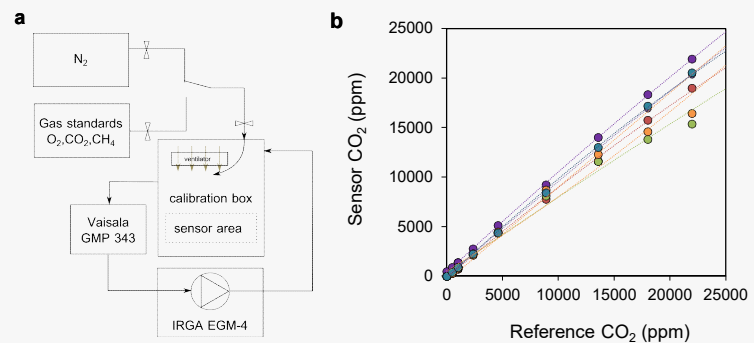 a
N2
Gas standards
O2,CO2,CH4
ventilator
calibration box
sensor area
Vaisala
GMP 343
IRGA EGM-4
b
Sensor CO2 (ppm)
25000
20000
15000
10000
5000
0
0 5000 10000 15000 20000 25000
Reference CO2 (ppm)